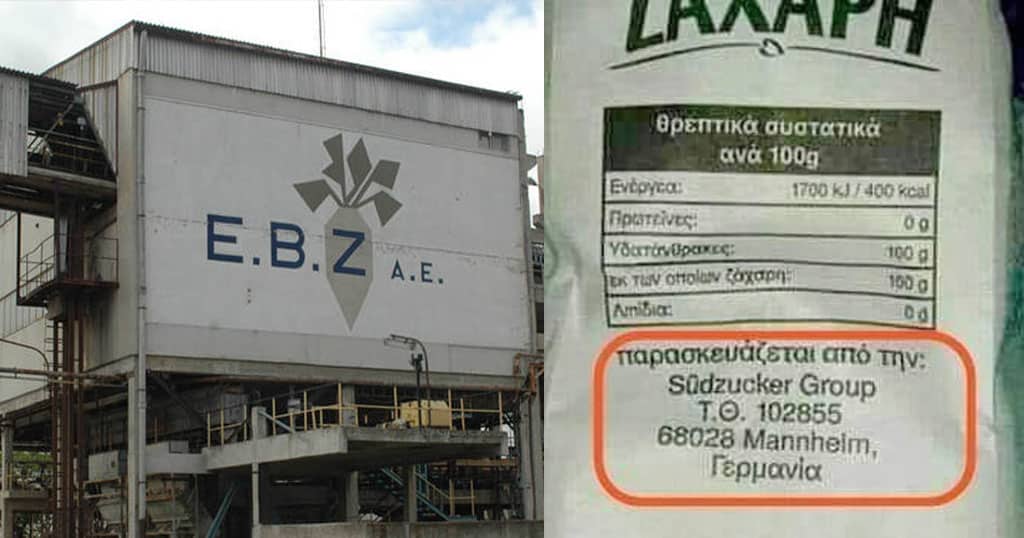 Ε.Β.Ζ Α.Ε.
ΖΑΧΑΡΗ
θρεπτικά συστατικά
ανά 100g
Ενέργεια: 1700 kJ / 400 kcal
Πρωτεΐνες: 0 g
Υδατάνθρακες: 100 g
εκ των οποίων ζάχαρη: 100 g
Λιπίδια: 0 g
παρασκευάζεται από την:
Südzucker Group
Τ.Θ. 102855
68028 Mannheim,
Γερμανία